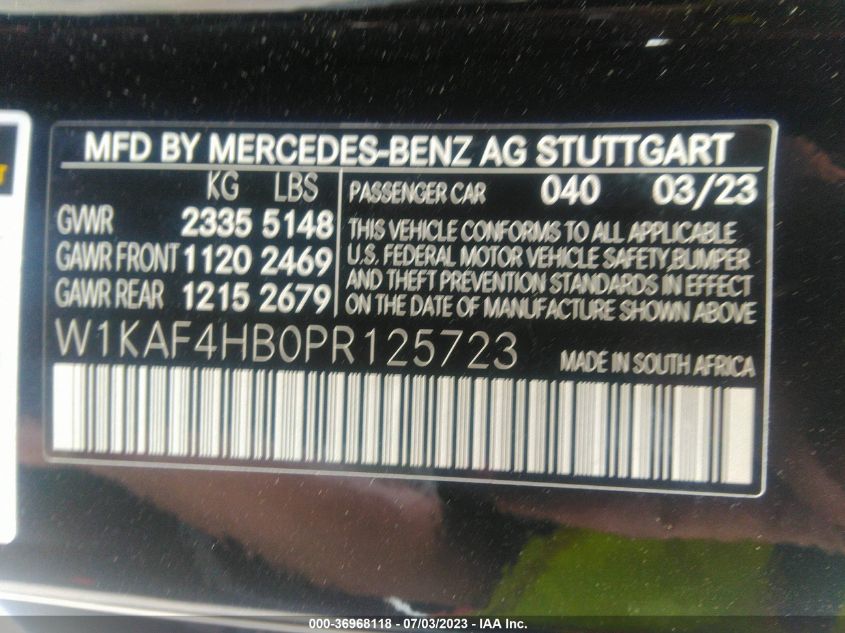 MFD BY MERCEDES-BENZ AG STUTTGART
KG LBS
GVWR 2335 5148
GAWR FRONT 1120 2469
GAWR REAR 1215 2679
PASSENGER CAR 040 03/23
THIS VEHICLE CONFORMS TO ALL APPLICABLE
U.S. FEDERAL MOTOR VEHICLE SAFETY,BUMPER
AND THEFT PREVENTION STANDARDS IN EFFECT
ON THE DATE OF MANUFACTURE SHOWN ABOVE
W1KAF4HB0PR125723 MADE IN SOUTH AFRICA
000-36968118 - 07/03/2023 - IAA Inc.